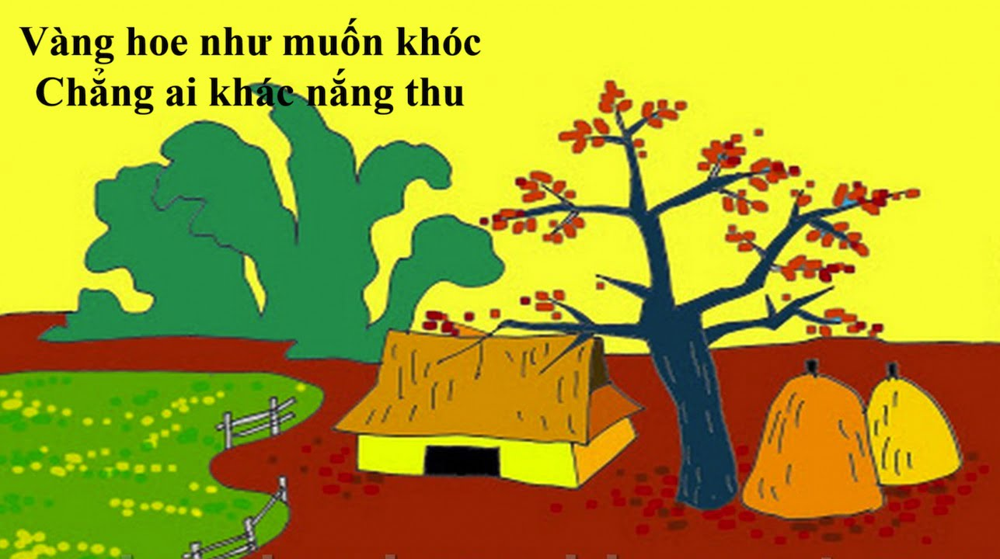 Vàng hoe như muốn khóc
Chẳng ai khác nắng thu